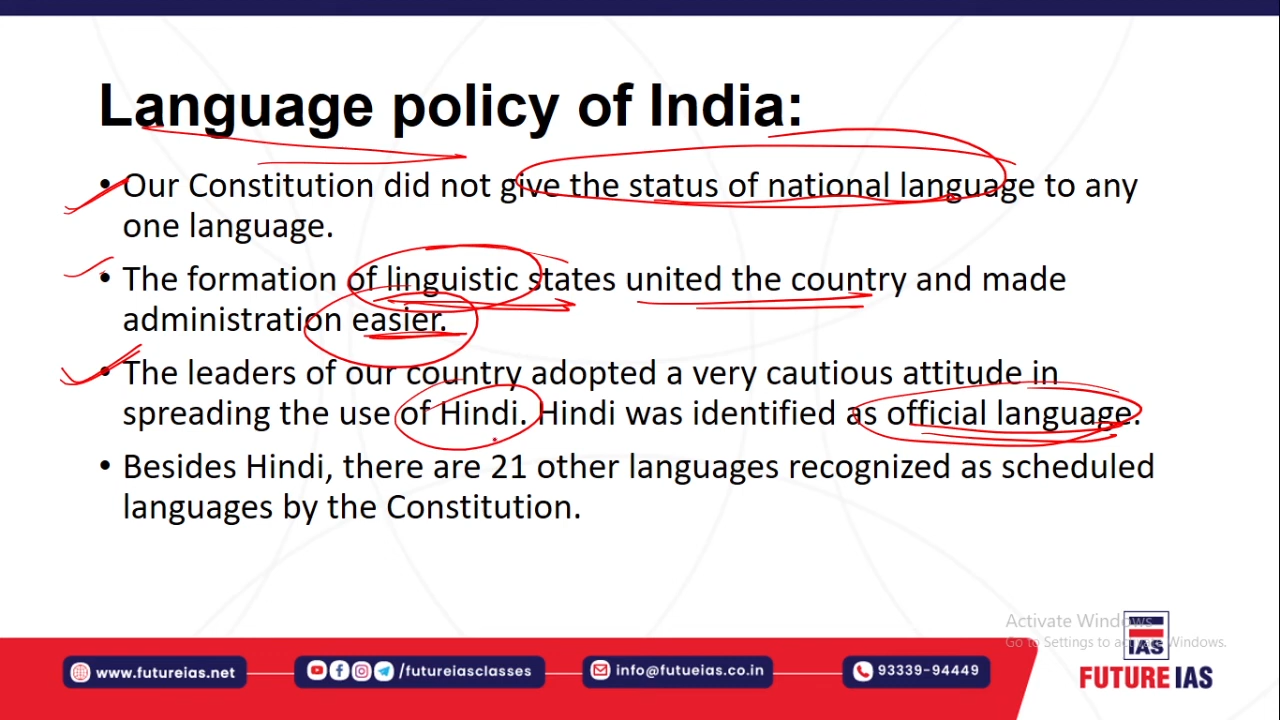 Language policy of India:
• Our Constitution did not give the status of national language to any
one language.
• The formation of linguistic states united the country and made
administration easier.
• The leaders of our country adopted a very cautious attitude in
spreading the use of Hindi. Hindi was identified as official language.
• Besides Hindi, there are 21 other languages recognized as scheduled
languages by the Constitution.
Activate Windows
Go to Settings to activate Windows.
IAS
www.futureias.net
/futureiasclasses
info@futueias.co.in
93339-94449
FUTURE IAS